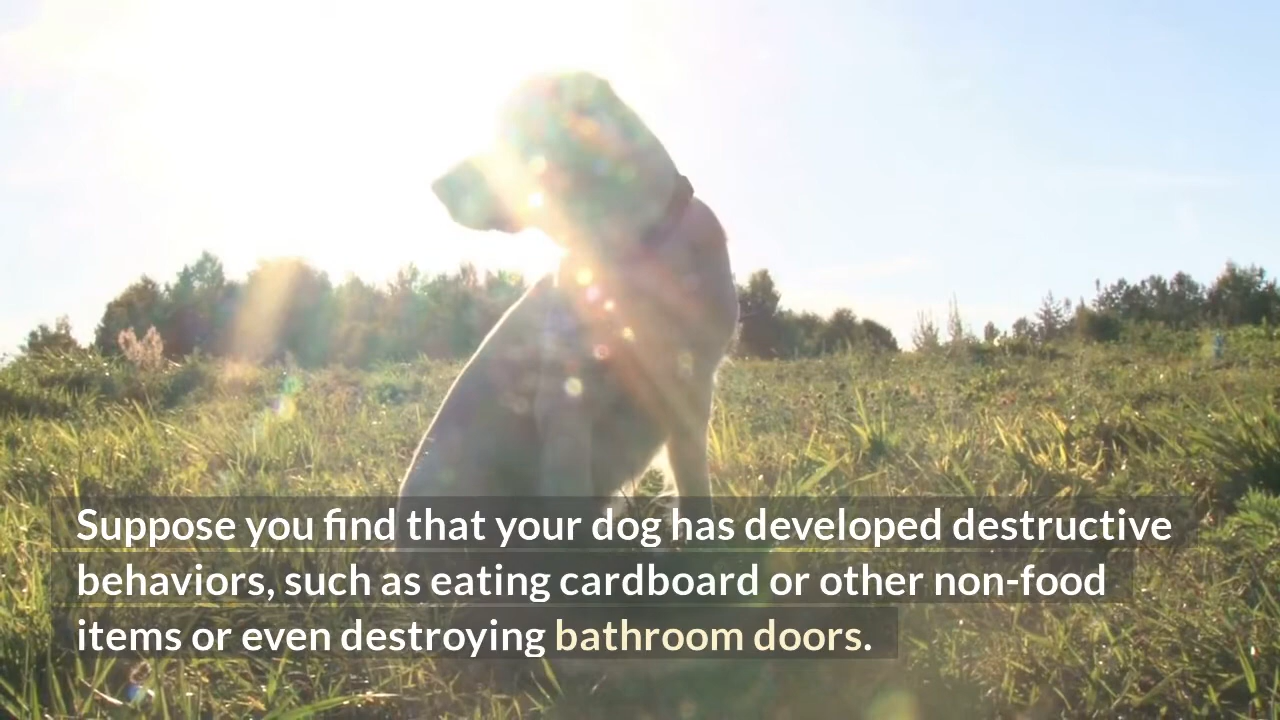 Suppose you find that your dog has developed destructive
behaviors, such as eating cardboard or other non-food
items or even destroying bathroom doors.